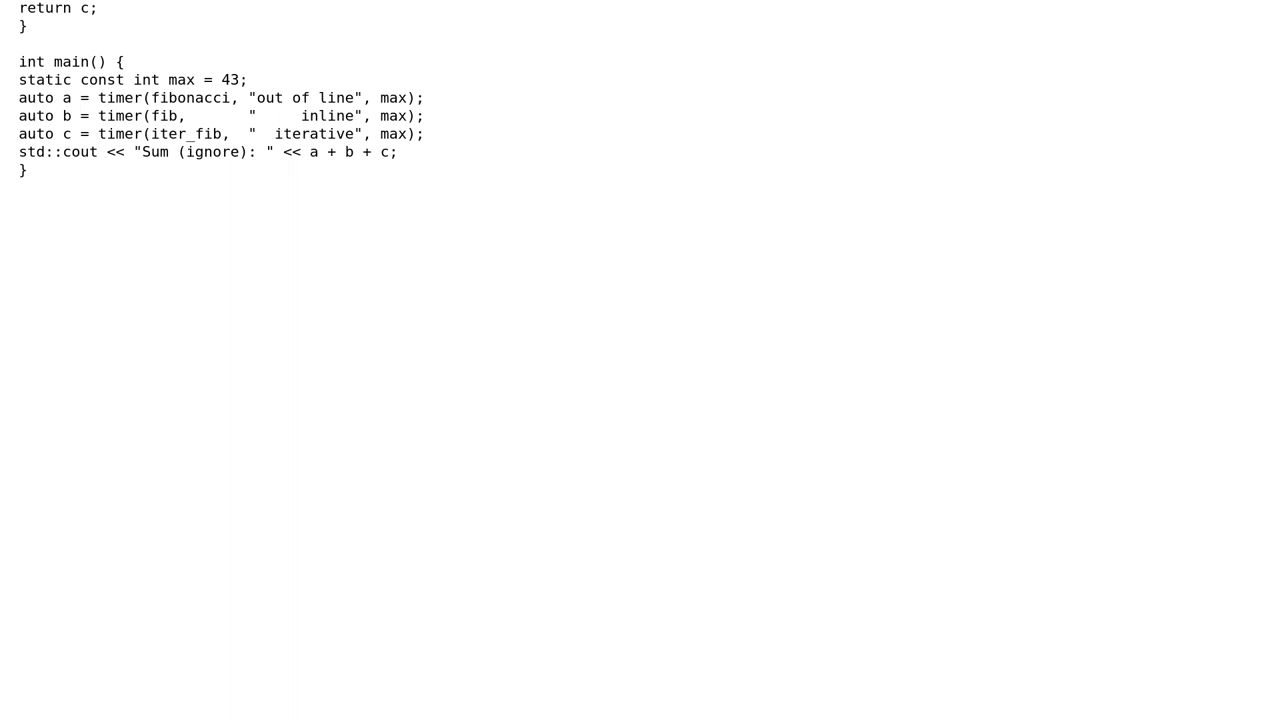 return c;
}

int main() {
static const int max = 43;
auto a = timer(fibonacci, "out of line", max);
auto b = timer(fib,       "     inline", max);
auto c = timer(iter_fib,  "  iterative", max);
std::cout << "Sum (ignore): " << a + b + c;
}